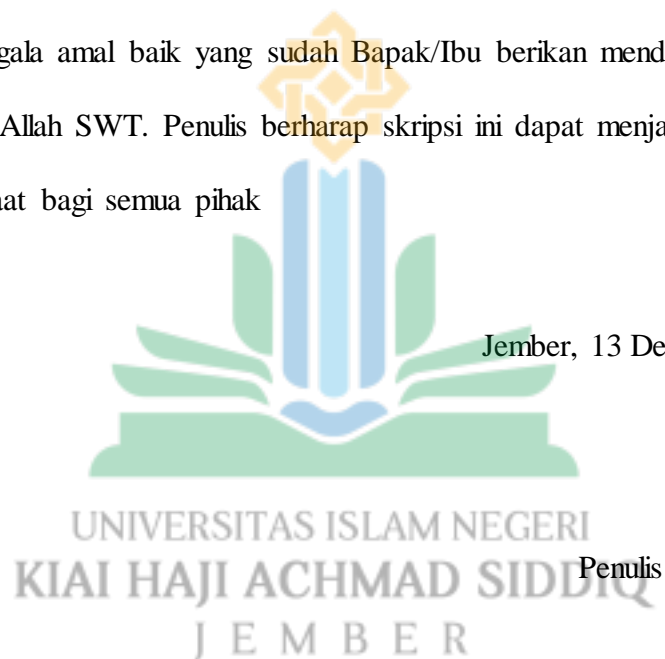 gala amal baik yang sudah Bapak/Ibu berikan mend
Allah SWT. Penulis berharap skripsi ini dapat menja
at bagi semua pihak
Jember, 13 De
UNIVERSITAS ISLAM NEGERI
Penulis
KIAI HAJI ACHMAD SIDDIQ
JEMBER